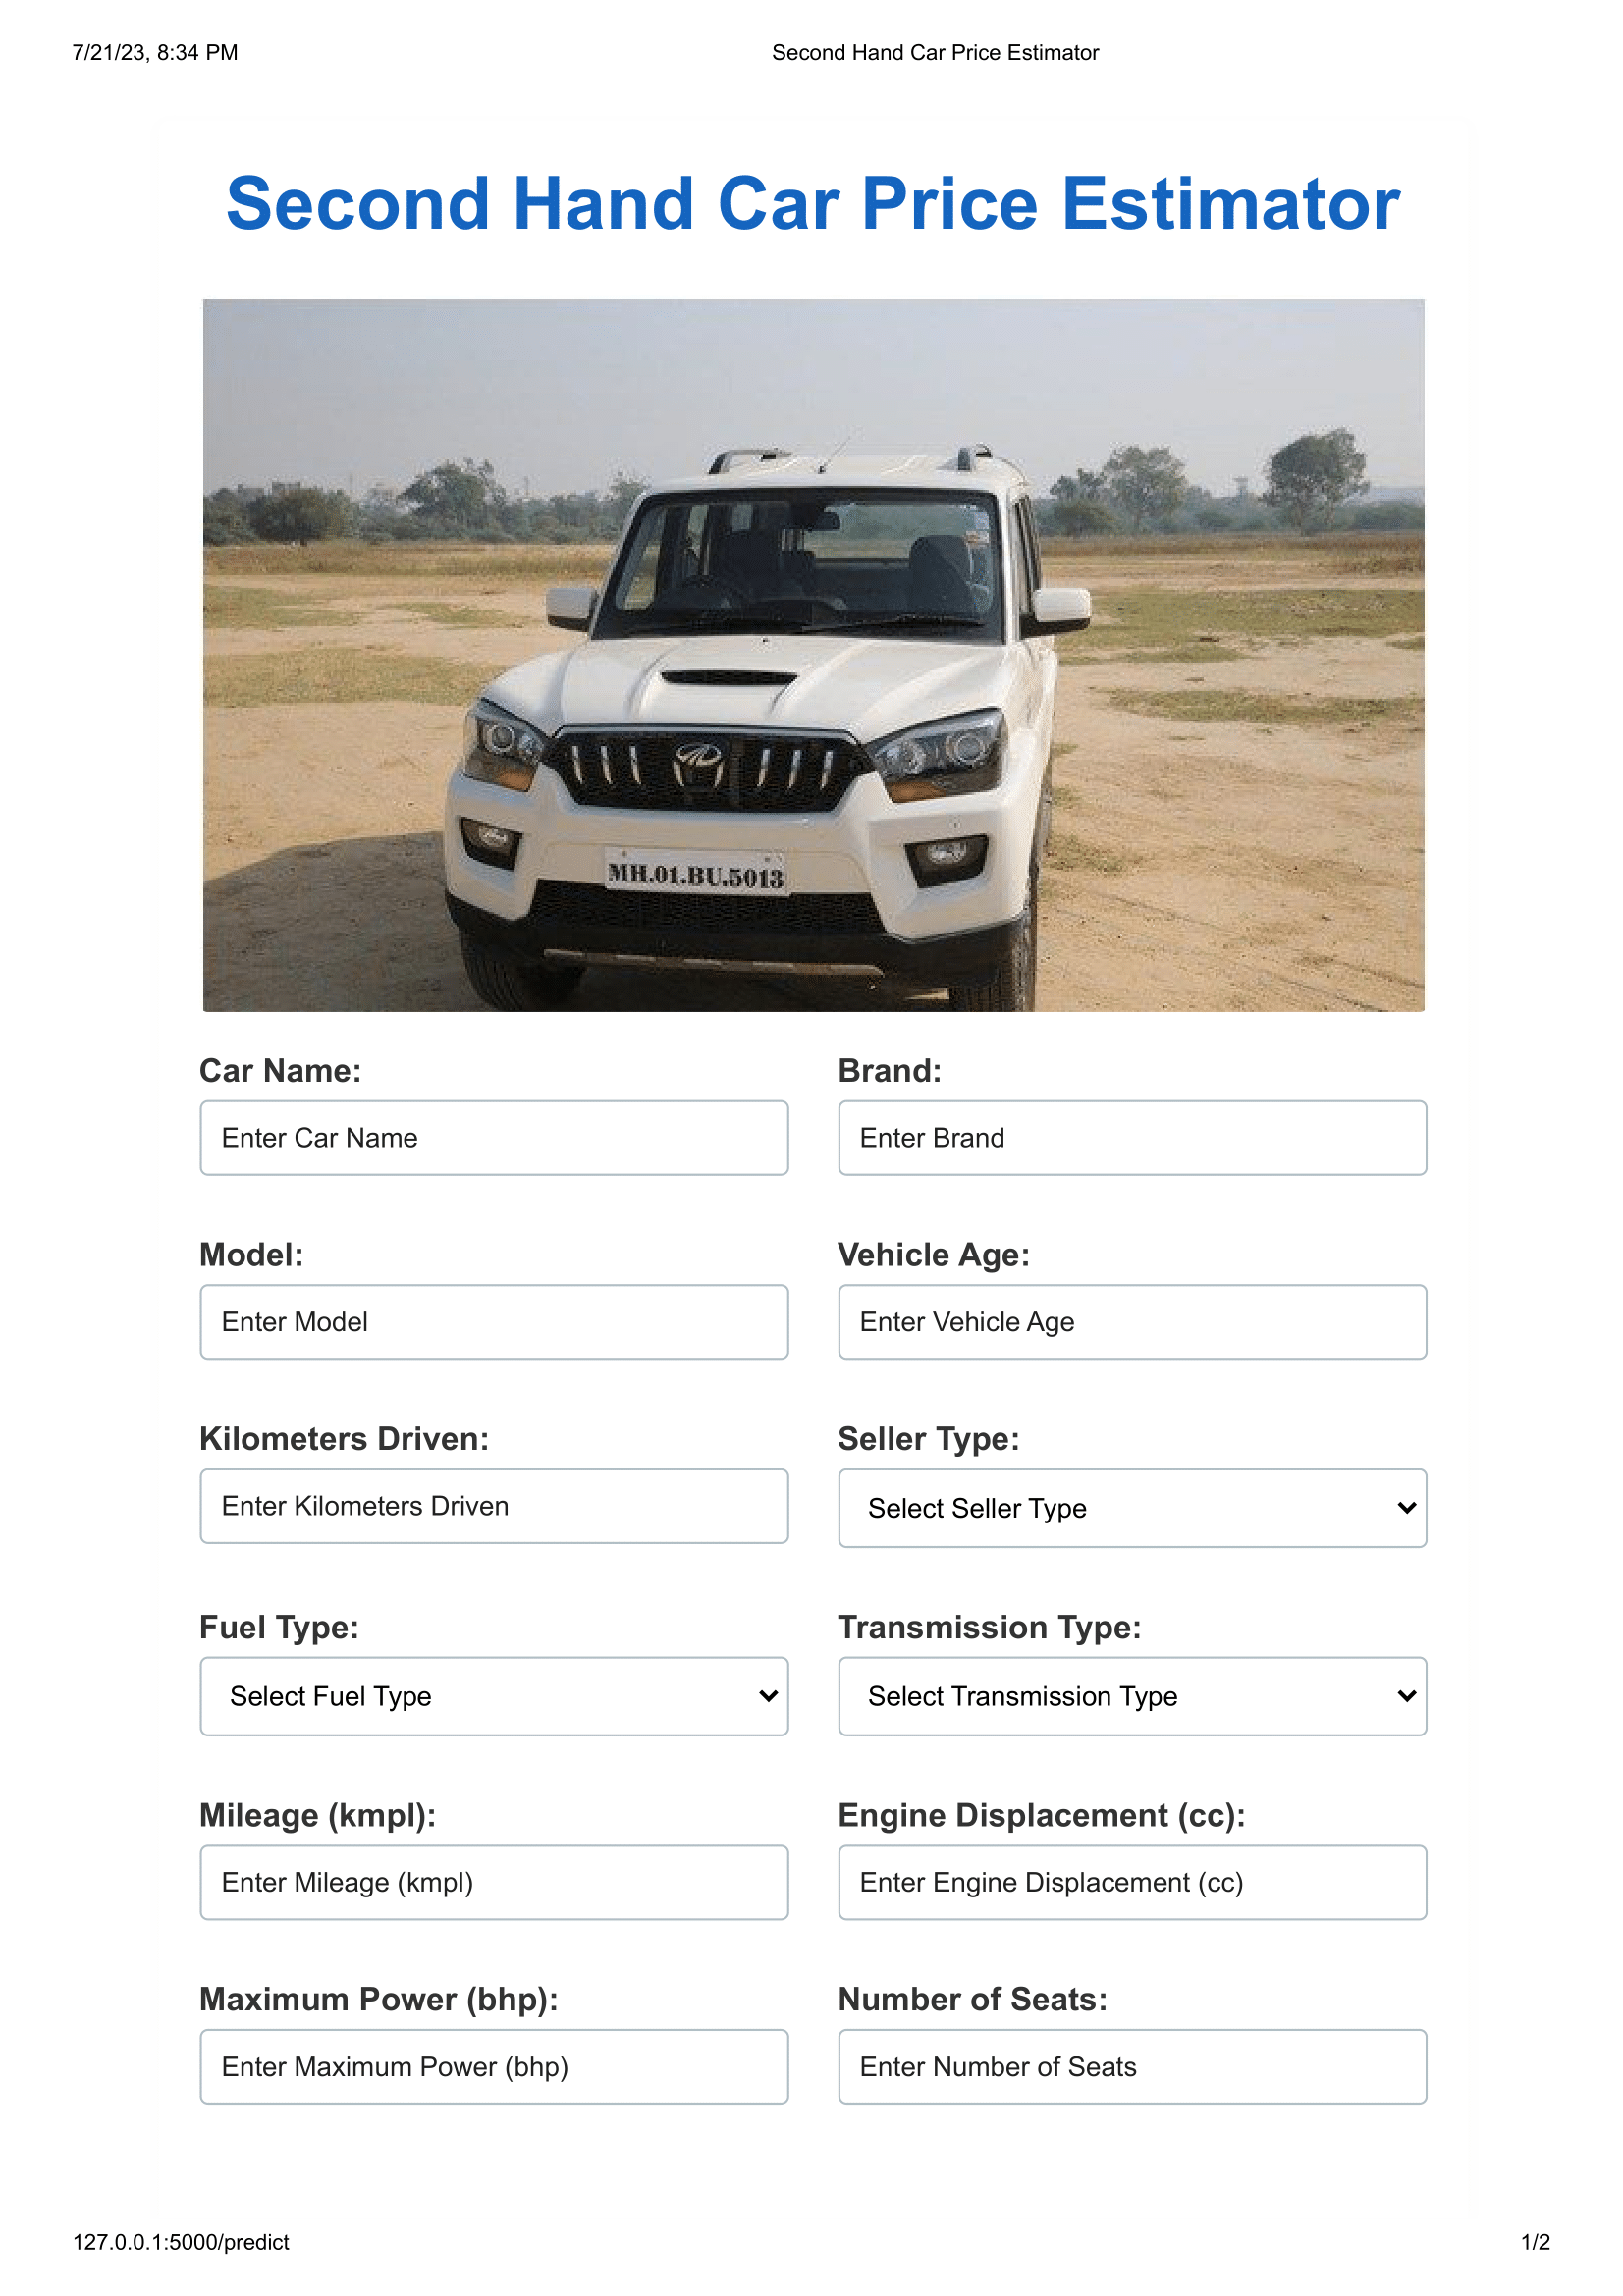 7/21/23, 8:34 PM Second Hand Car Price Estimator
Second Hand Car Price Estimator
MH.01.BU.5013
Car Name: Brand:
Enter Car Name Enter Brand
Model: Vehicle Age:
Enter Model Enter Vehicle Age
Kilometers Driven: Seller Type:
Enter Kilometers Driven Select Seller Type
Fuel Type: Transmission Type:
Select Fuel Type Select Transmission Type
Mileage (kmpl): Engine Displacement (cc):
Enter Mileage (kmpl) Enter Engine Displacement (cc)
Maximum Power (bhp): Number of Seats:
Enter Maximum Power (bhp) Enter Number of Seats
127.0.0.1:5000/predict 1/2